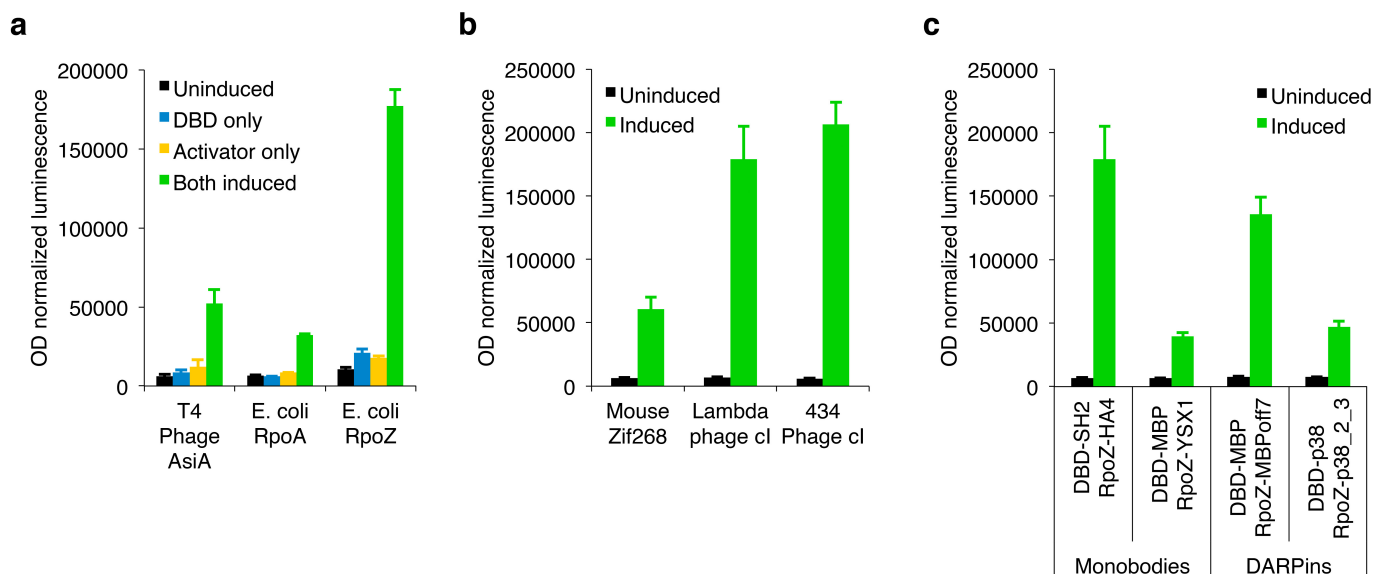 a
OD normalized luminescence
200000
150000
100000
50000
0
Uninduced
DBD only
Activator only
Both induced
T4
Phage
AsiA
E. coli
RpoA
E. coli
RpoZ
b
OD normalized luminescence
250000
200000
150000
100000
50000
0
Uninduced
Induced
Mouse
Zif268
Lambda
phage cI
434
Phage cI
c
OD normalized luminescence
250000
200000
150000
100000
50000
0
Uninduced
Induced
DBD-SH2
RpoZ-HA4
DBD-MBP
RpoZ-YSX1
DBD-MBP
RpoZ-MBPoff7
DBD-p38
RpoZ-p38_2_3
Monobodies
DARPins